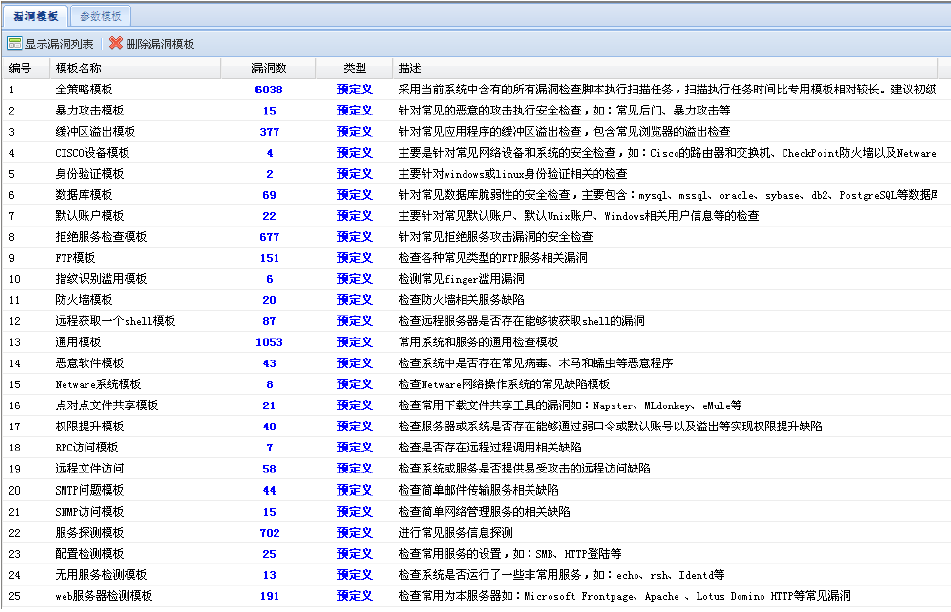 漏洞模板 参数模板
显示漏洞列表 删除漏洞模板
编号 模板名称 漏洞数 类型 描述
1 全策略模板 6038 预定义 采用当前系统中含有的所有漏洞检查脚本执行扫描任务，扫描执行任务时间比专用模板相对较长。建议初级
2 暴力攻击模板 15 预定义 针对常见的恶意的攻击执行安全检查，如：常见后门、暴力攻击等
3 缓冲区溢出模板 377 预定义 针对常见应用程序的缓冲区溢出检查，包含常见浏览器的溢出检查
4 CISCO设备模板 4 预定义 主要是针对常见网络设备和系统的安全检查，如：Cisco的路由器和交换机、CheckPoint防火墙以及Netware
5 身份验证模板 2 预定义 主要针对windows或linux身份验证相关的检查
6 数据库模板 69 预定义 针对常见数据库脆弱性的安全检查，主要包含：mysql、mssql、oracle、sybase、db2、PostgreSQL等数据库
7 默认账户模板 22 预定义 主要针对常见默认账户、默认Unix账户、Windows相关用户信息等的检查
8 拒绝服务检查模板 677 预定义 针对常见拒绝服务攻击漏洞的安全检查
9 FTP模板 151 预定义 检查各种常见类型的FTP服务相关漏洞
10 指纹识别滥用模板 6 预定义 检测常见finger滥用漏洞
11 防火墙模板 20 预定义 检查防火墙相关服务缺陷
12 远程获取一个shell模板 87 预定义 检查远程服务器是否存在能够被获取shell的漏洞
13 通用模板 1053 预定义 常用系统和服务的通用检查模板
14 恶意软件模板 43 预定义 检查系统中是否存在常见病毒、木马和蠕虫等恶意程序
15 Netware系统模板 8 预定义 检查Netware网络操作系统的常见缺陷模板
16 点对点文件共享模板 21 预定义 检查常用下载文件共享工具的漏洞如：Napster、MLdonkey、eMule等
17 权限提升模板 40 预定义 检查服务器或系统是否存在能够通过弱口令或默认账号以及溢出等实现权限提升缺陷
18 RPC访问模板 7 预定义 检查是否存在远程过程调用相关缺陷
19 远程文件访问 58 预定义 检查系统或服务是否提供易受攻击的远程访问缺陷
20 SMTP问题模板 44 预定义 检查简单邮件传输服务相关缺陷
21 SNMP访问模板 15 预定义 检查简单网络管理服务的相关缺陷
22 服务探测模板 702 预定义 进行常见服务信息探测
23 配置检测模板 25 预定义 检查常用服务的设置，如：SMB、HTTP登陆等
24 无用服务检测模板 13 预定义 检查系统是否运行了一些非常用服务，如：echo、rsh、Identd等
25 web服务器检测模板 191 预定义 检查常用为本服务器如：Microsoft Frontpage、Apache 、Lotus Domino HTTP等常见漏洞